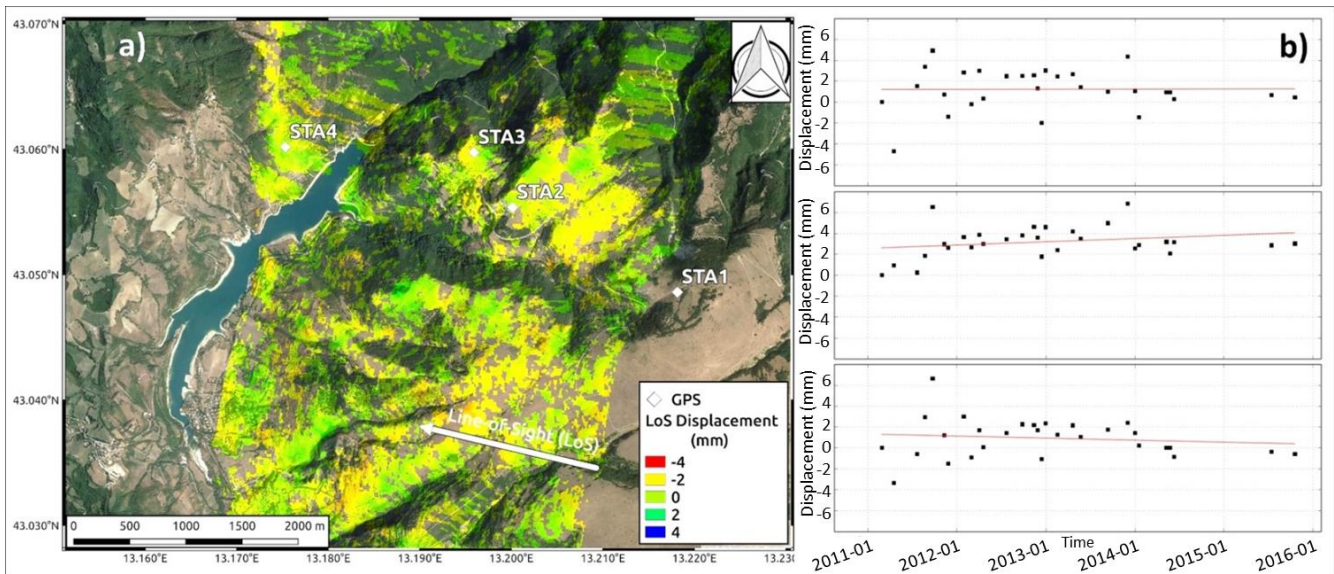 a)
43.070°N
43.060°N
43.050°N
43.040°N
43.030°N
STA4
STA3
STA2
STA1
Line-of-Sight (LoS)
GPS
LoS Displacement
(mm)
-4
-2
0
2
4
0 500 1000 1500 2000 m
13.160°E 13.170°E 13.180°E 13.190°E 13.200°E 13.210°E 13.220°E 13.230
b)
Displacement (mm)
6
4
2
0
-2
-4
-6
Displacement (mm)
6
4
2
0
-2
-4
-6
Displacement (mm)
6
4
2
0
-2
-4
-6
Time
2011-01 2012-01 2013-01 2014-01 2015-01 2016-01